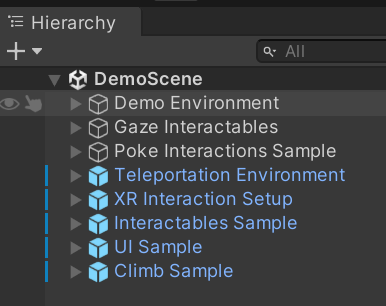 Hierarchy
All
DemoScene
Demo Environment
Gaze Interactables
Poke Interactions Sample
Teleportation Environment
XR Interaction Setup
Interactables Sample
UI Sample
Climb Sample